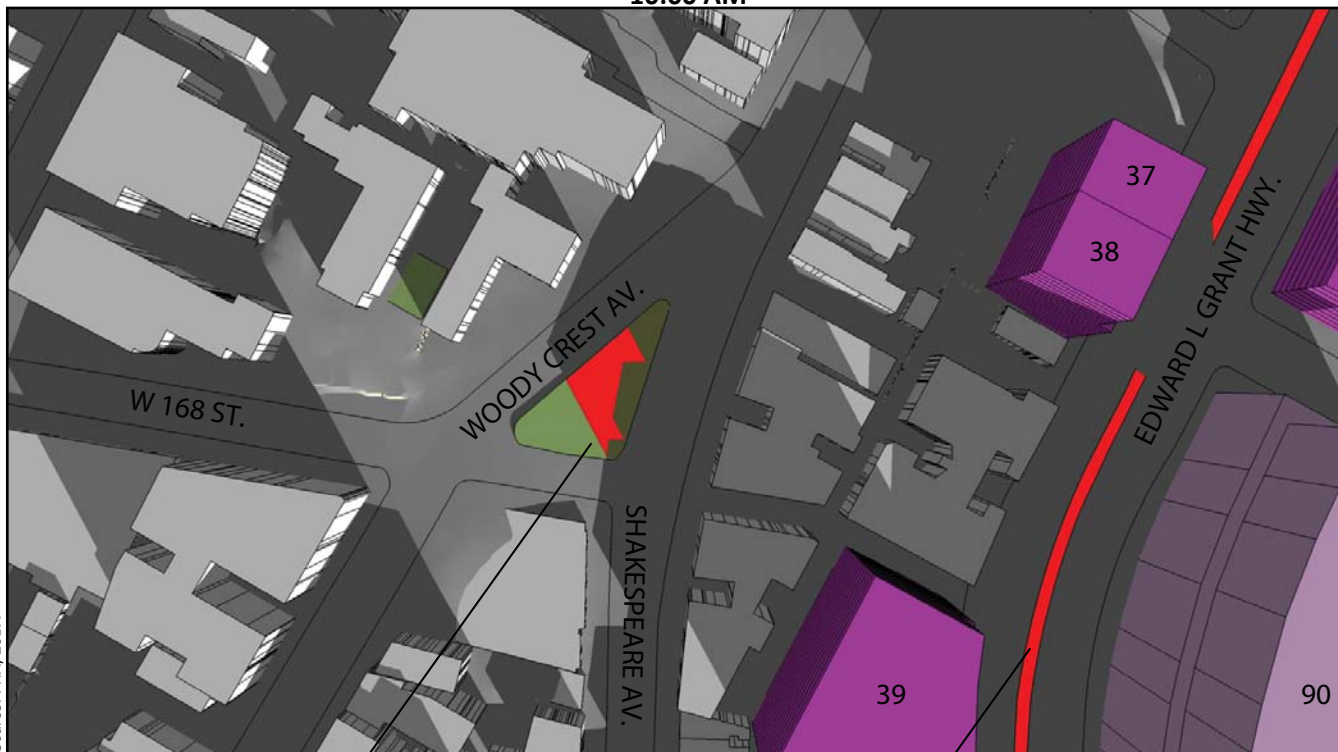 37
38
EDWARD L GRANT HWY.
WOODY CREST AV.
W 168 ST.
SHAKESPEARE AV.
39
90